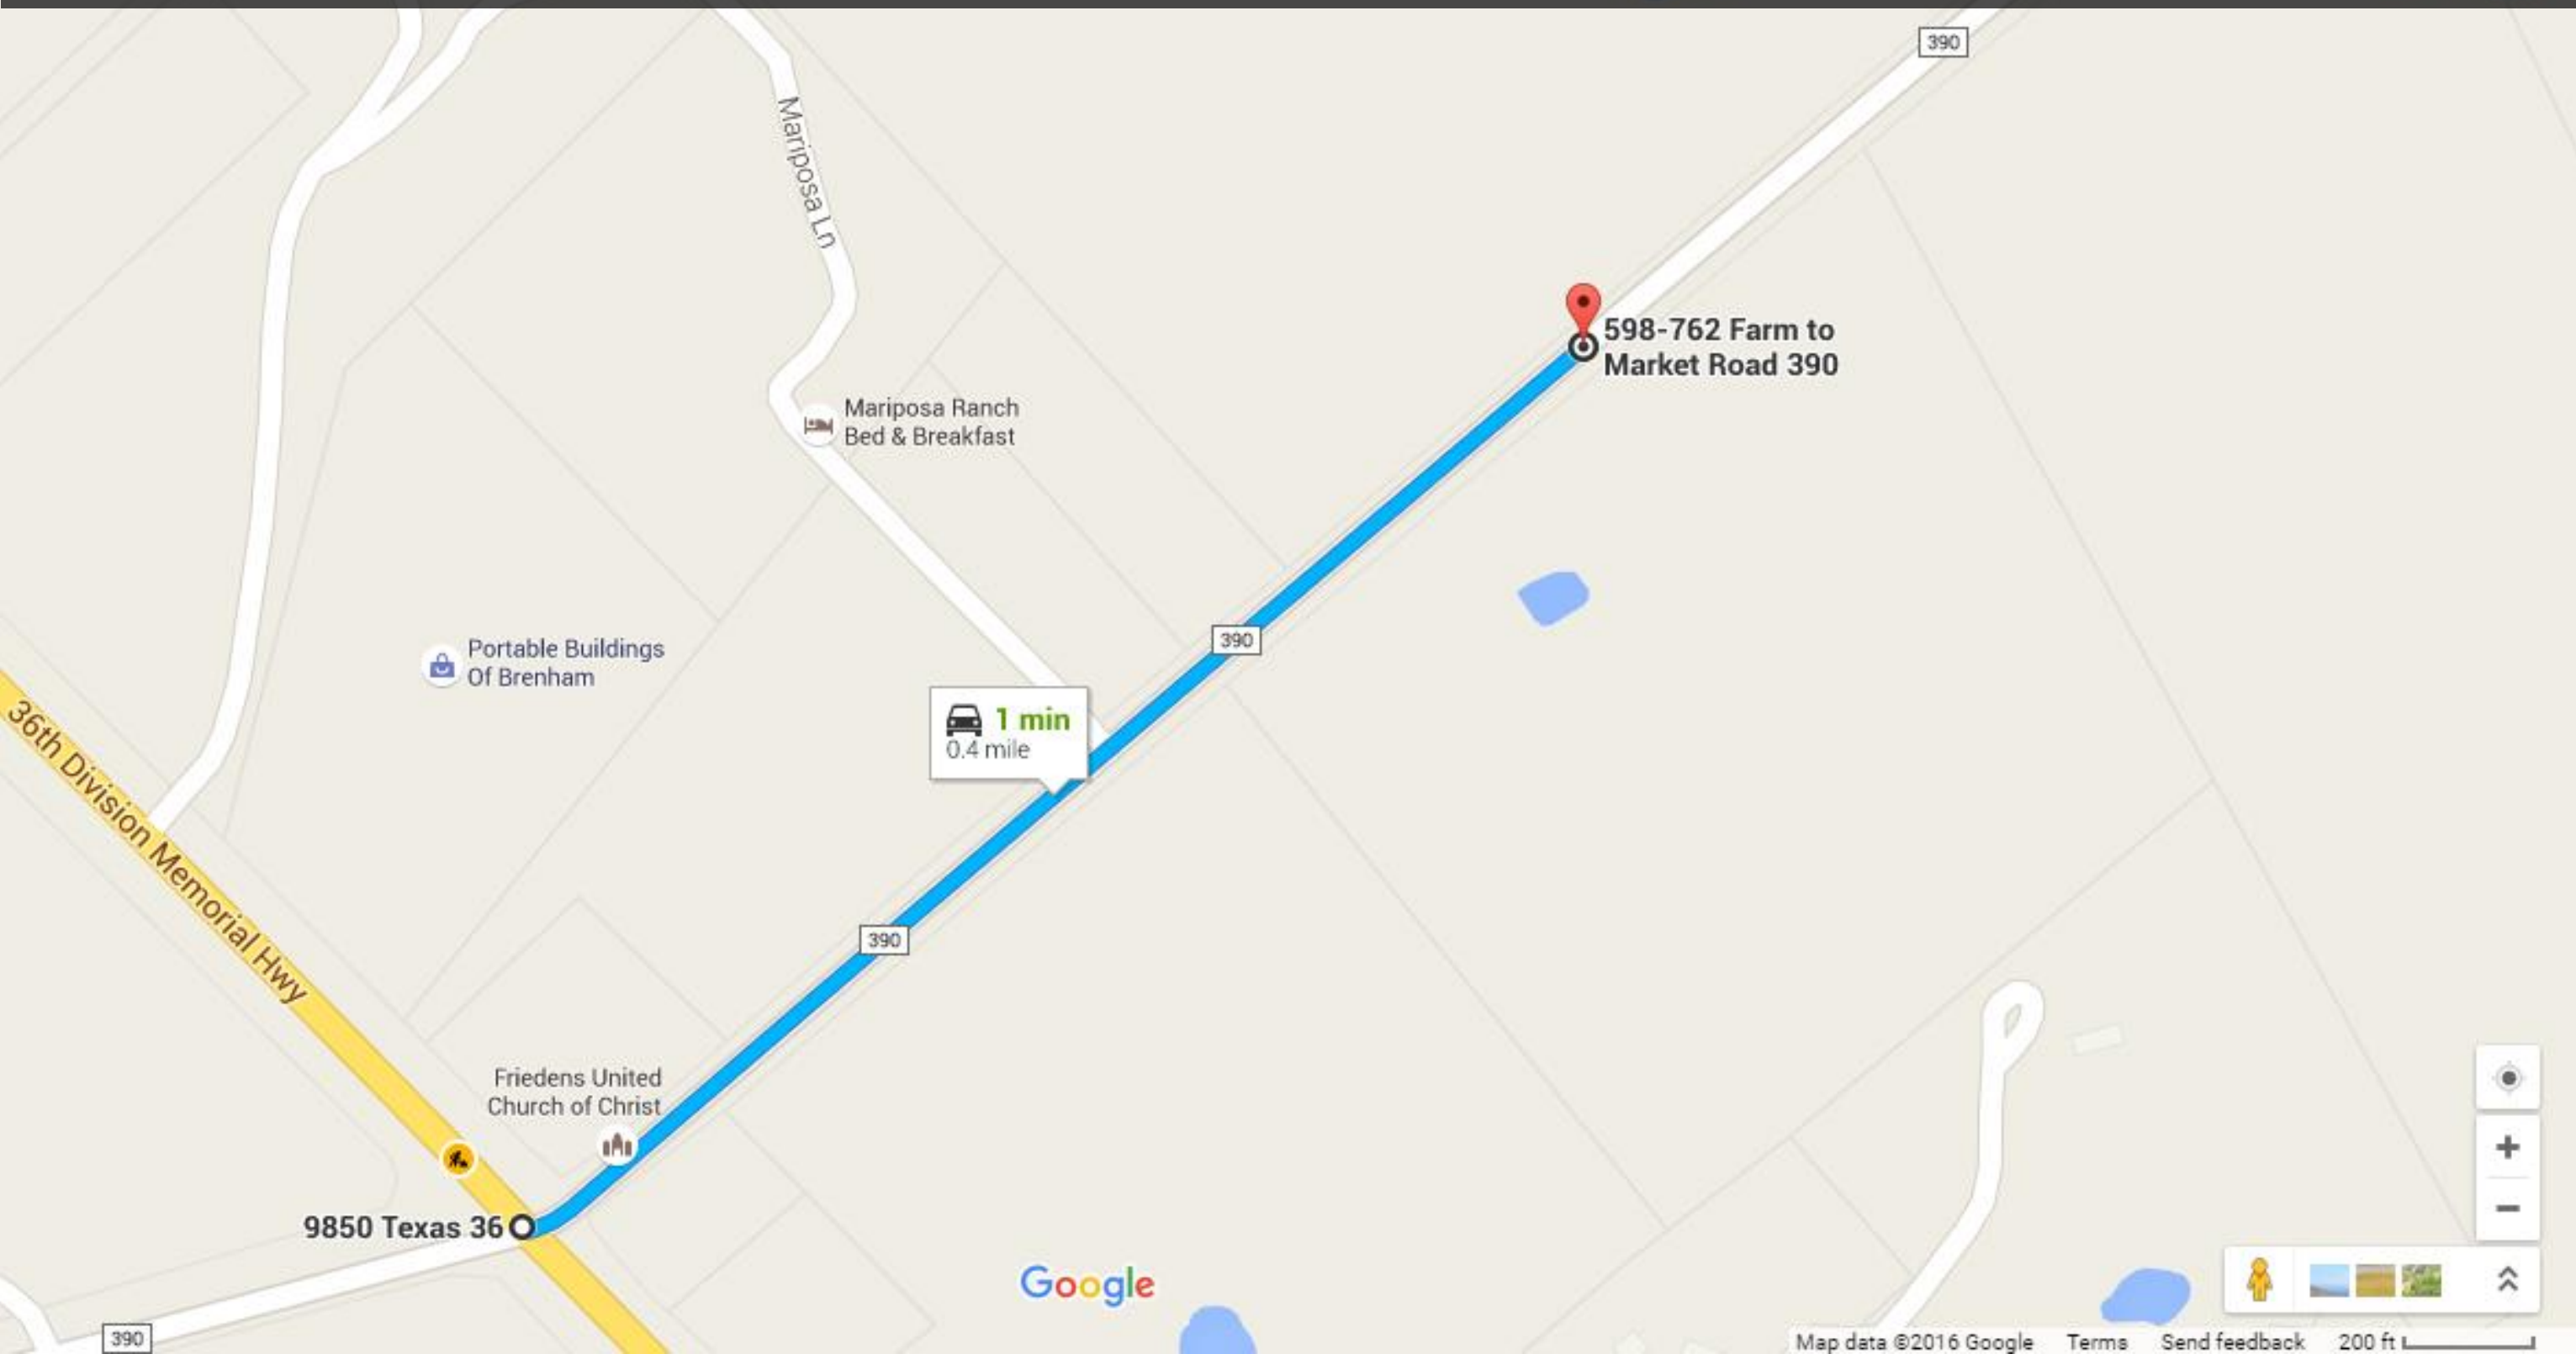 390
Mariposa Ln
598-762 Farm to
Market Road 390
Mariposa Ranch
Bed & Breakfast
390
Portable Buildings
Of Brenham
1 min
0.4 mile
36th Division Memorial Hwy
390
Friedens United
Church of Christ
9850 Texas 36
Google
390
Map data ©2016 Google Terms Send feedback 200 ft